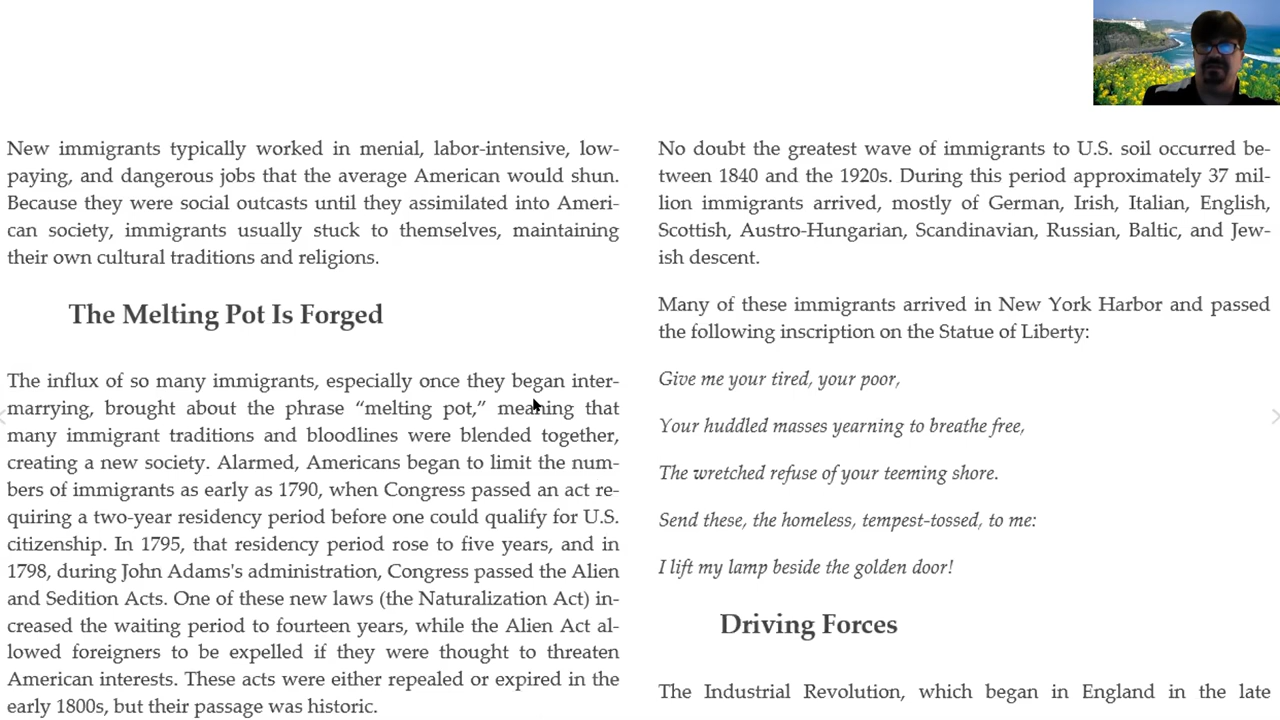 New immigrants typically worked in menial, labor-intensive, low-
paying, and dangerous jobs that the average American would shun.
Because they were social outcasts until they assimilated into Ameri-
can society, immigrants usually stuck to themselves, maintaining
their own cultural traditions and religions.
The Melting Pot Is Forged
The influx of so many immigrants, especially once they began inter-
marrying, brought about the phrase “melting pot,” meaning that
many immigrant traditions and bloodlines were blended together,
creating a new society. Alarmed, Americans began to limit the num-
bers of immigrants as early as 1790, when Congress passed an act re-
quiring a two-year residency period before one could qualify for U.S.
citizenship. In 1795, that residency period rose to five years, and in
1798, during John Adams's administration, Congress passed the Alien
and Sedition Acts. One of these new laws (the Naturalization Act) in-
creased the waiting period to fourteen years, while the Alien Act al-
lowed foreigners to be expelled if they were thought to threaten
American interests. These acts were either repealed or expired in the
early 1800s, but their passage was historic.
No doubt the greatest wave of immigrants to U.S. soil occurred be-
tween 1840 and the 1920s. During this period approximately 37 mil-
lion immigrants arrived, mostly of German, Irish, Italian, English,
Scottish, Austro-Hungarian, Scandinavian, Russian, Baltic, and Jew-
ish descent.
Many of these immigrants arrived in New York Harbor and passed
the following inscription on the Statue of Liberty:
Give me your tired, your poor,
Your huddled masses yearning to breathe free,
The wretched refuse of your teeming shore.
Send these, the homeless, tempest-tossed, to me:
I lift my lamp beside the golden door!
Driving Forces
The Industrial Revolution, which began in England in the late